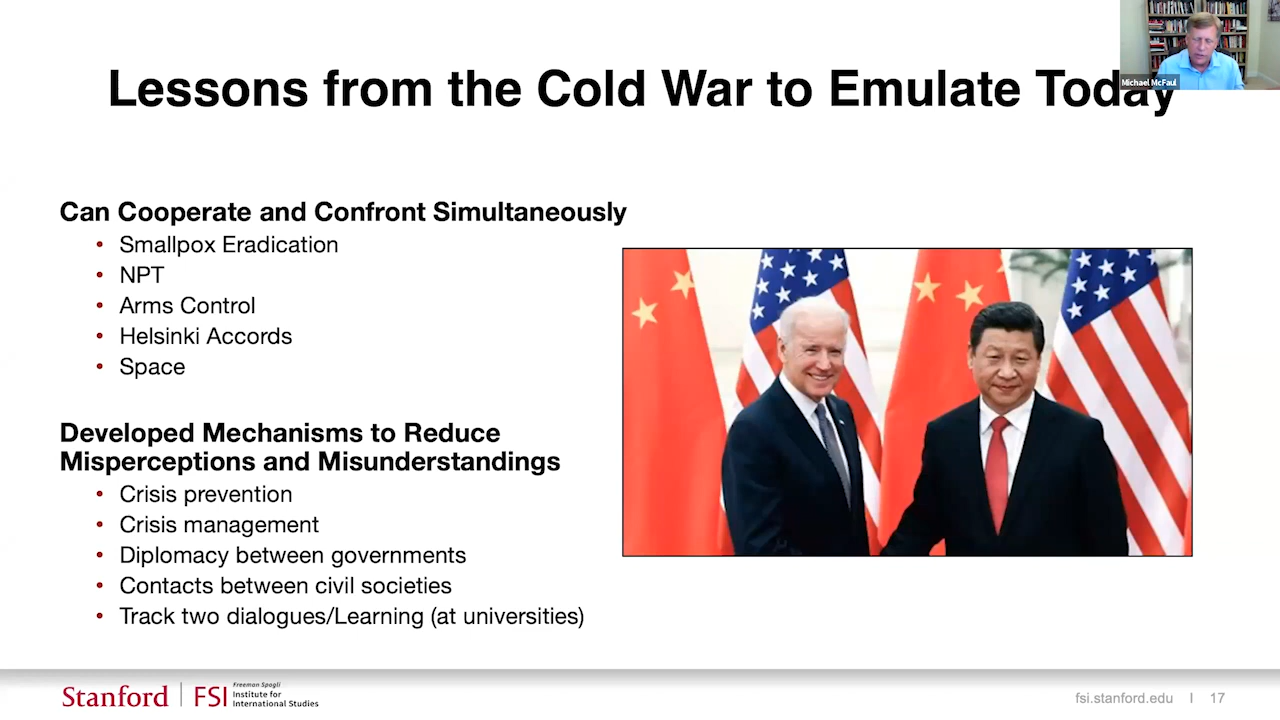 Michael McFaul
Lessons from the Cold War to Emulate Today
Can Cooperate and Confront Simultaneously
• Smallpox Eradication
• NPT
• Arms Control
• Helsinki Accords
• Space
Developed Mechanisms to Reduce
Misperceptions and Misunderstandings
• Crisis prevention
• Crisis management
• Diplomacy between governments
• Contacts between civil societies
• Track two dialogues/Learning (at universities)
Stanford | FSI Freeman Spogli
Institute for
International Studies
fsi.stanford.edu | 17